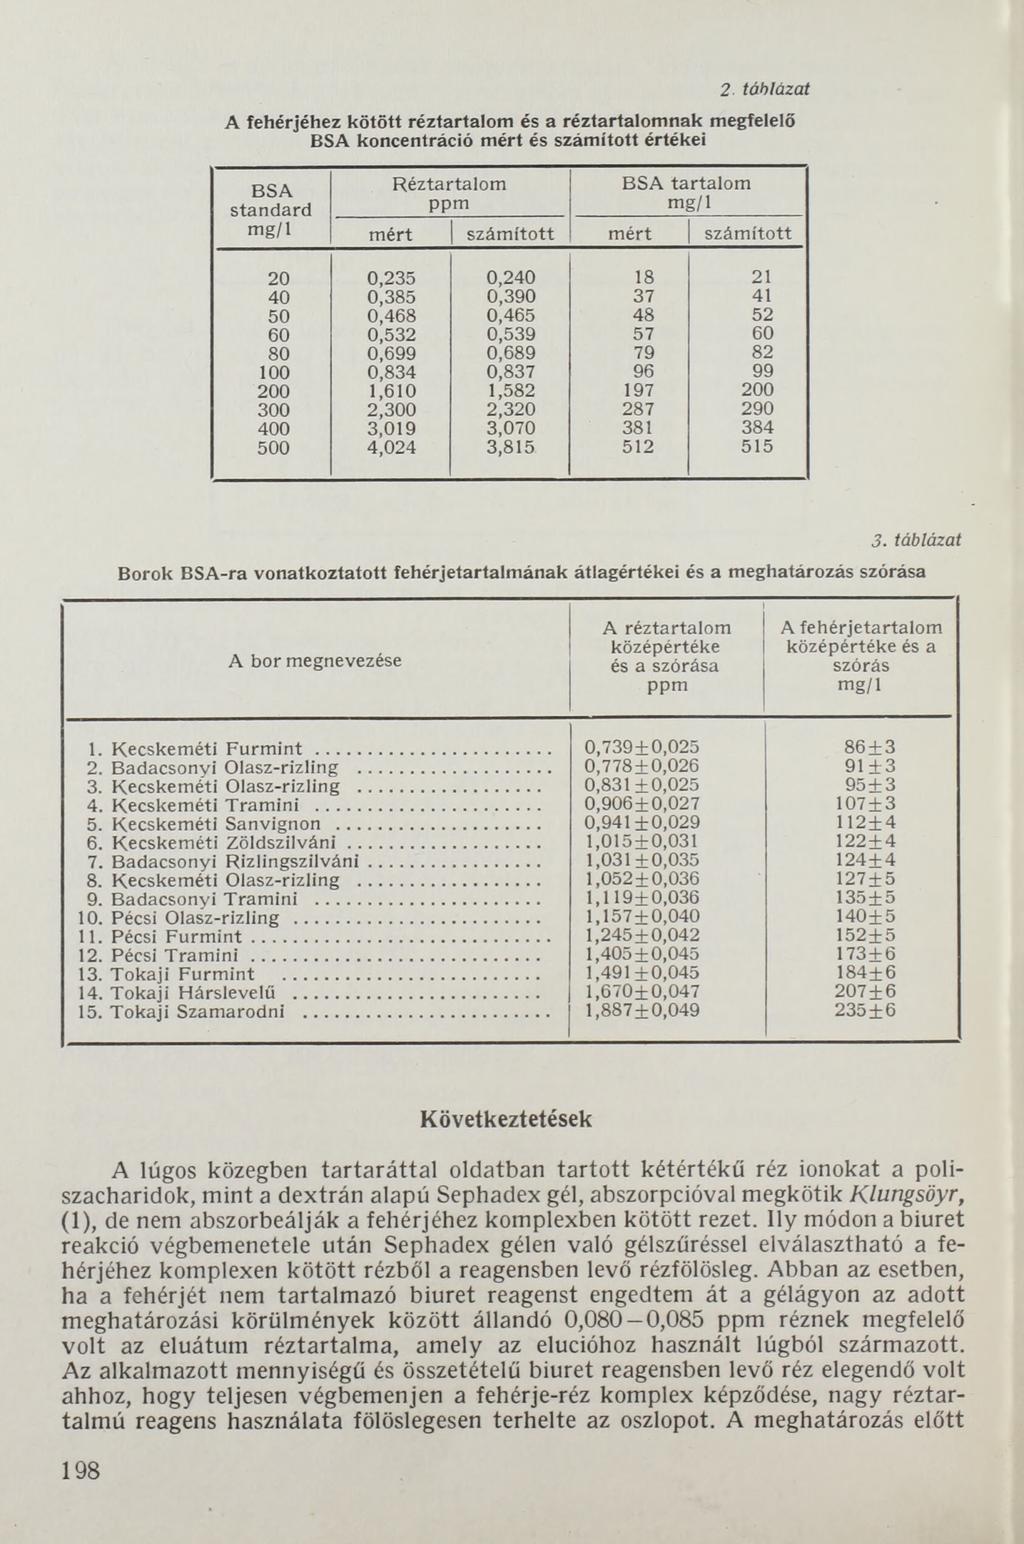 2. táblázat
A fehérjéhez kötött réztartalom és a réztartalomnak megfelelő
BSA koncentráció mért és számított értékei
BSA standard mg/l | Réztartalom ppm | BSA tartalom mg/l
mért | számított | mért | számított
20 0,235 0,240 18 21
40 0,385 0,390 37 41
50 0,468 0,465 48 52
60 0,532 0,539 57 60
80 0,699 0,689 79 82
100 0,834 0,837 96 99
200 1,610 1,582 197 200
300 2,300 2,320 287 290
400 3,019 3,070 381 384
500 4,024 3,815 512 515
3. táblázat
Borok BSA-ra vonatkoztatott fehérjetartalmának átlagértékei és a meghatározás szórása
A bor megnevezése | A réztartalom középértéke és a szórása ppm | A fehérjetartalom középértéke és a szórás mg/l
1. Kecskeméti Furmint ........................ 0,739±0,025 86±3
2. Badacsonyi Olasz-rizling .................... 0,778±0,026 91±3
3. Kecskeméti Olasz-rizling ................... 0,831±0,025 95±3
4. Kecskeméti Tramini ....................... 0,906±0,027 107±3
5. Kecskeméti Sanvignon ..................... 0,941±0,029 112±4
6. Kecskeméti Zöldszilváni .................... 1,015±0,031 122±4
7. Badacsonyi Rizlingszilváni .................. 1,031±0,035 124±4
8. Kecskeméti Olasz-rizling ................... 1,052±0,036 127±5
9. Badacsonyi Tramini ....................... 1,119±0,036 135±5
10. Pécsi Olasz-rizling ......................... 1,157±0,040 140±5
11. Pécsi Furmint .............................. 1,245±0,042 152±5
12. Pécsi Tramini .............................. 1,405±0,045 173±6
13. Tokaji Furmint .......................... 1,491±0,045 184±6
14. Tokaji Hárslevelű ......................... 1,670±0,047 207±6
15. Tokaji Szamarodni ......................... 1,887±0,049 235±6
Következtetések
A lúgos közegben tartaráttal oldatban tartott kétértékű réz ionokat a poli-
szacharidok, mint a dextrán alapú Sephadex gél, abszorpcióval megkötik Klungsöyr,
(1), de nem abszorbeálják a fehérjéhez komplexben kötött rezet. Ily módon a biuret
reakció végbemenetele után Sephadex gélen való gélszűréssel elválasztható a fe-
hérjéhez komplexen kötött rézből a reagensben levő rézfölösleg. Abban az esetben,
ha a fehérjét nem tartalmazó biuret reagenst engedtem át a gélágyon az adott
meghatározási körülmények között állandó 0,080—0,085 ppm réznek megfelelő
volt az eluátum réztartalma, amely az elucióhoz használt lúgból származott.
Az alkalmazott mennyiségű és összetételű biuret reagensben levő réz elegendő volt
ahhoz, hogy teljesen végbemenjen a fehérje-réz komplex képződése, nagy réztar-
talmú reagens használata fölöslegesen terhelte az oszlopot. A meghatározás előtt
198